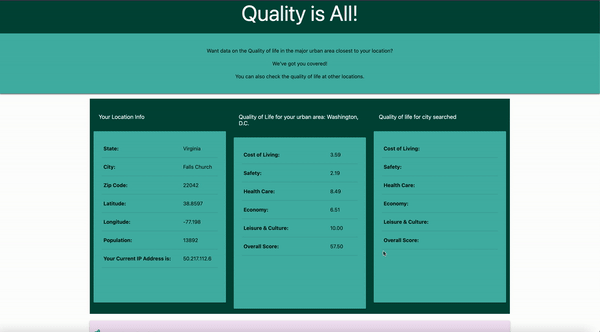 Quality is All!
Want data on the Quality of life in the major urban area closest to your location?
We've got you covered!
You can also check the quality of life at other locations.
Your Location Info
State: Virginia
City: Falls Church
Zip Code: 22042
Latitude: 38.8597
Longitude: -77.198
Population: 13892
Your Current IP Address is: 50.217.112.6
Quality of Life for your urban area: Washington,
D.C.
Cost of Living: 3.59
Safety: 2.19
Health Care: 8.49
Economy: 6.51
Leisure & Culture: 10.00
Overall Score: 57.50
Quality of life for city searched
Cost of Living:
Safety:
Health Care:
Economy:
Leisure & Culture:
Overall Score: